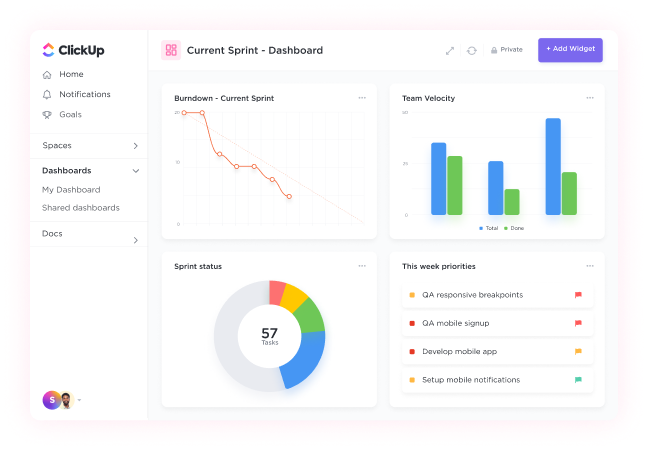 ClickUp
Home
Notifications
Goals
Spaces
Dashboards
My Dashboard
Shared dashboards
Docs
S
Current Sprint - Dashboard
Private
+ Add Widget
Burndown - Current Sprint
20
10
0
Team Velocity
25
0
Total
Done
Sprint status
57
Tasks
This week priorities
QA responsive breakpoints
QA mobile signup
Develop mobile app
Setup mobile notifications